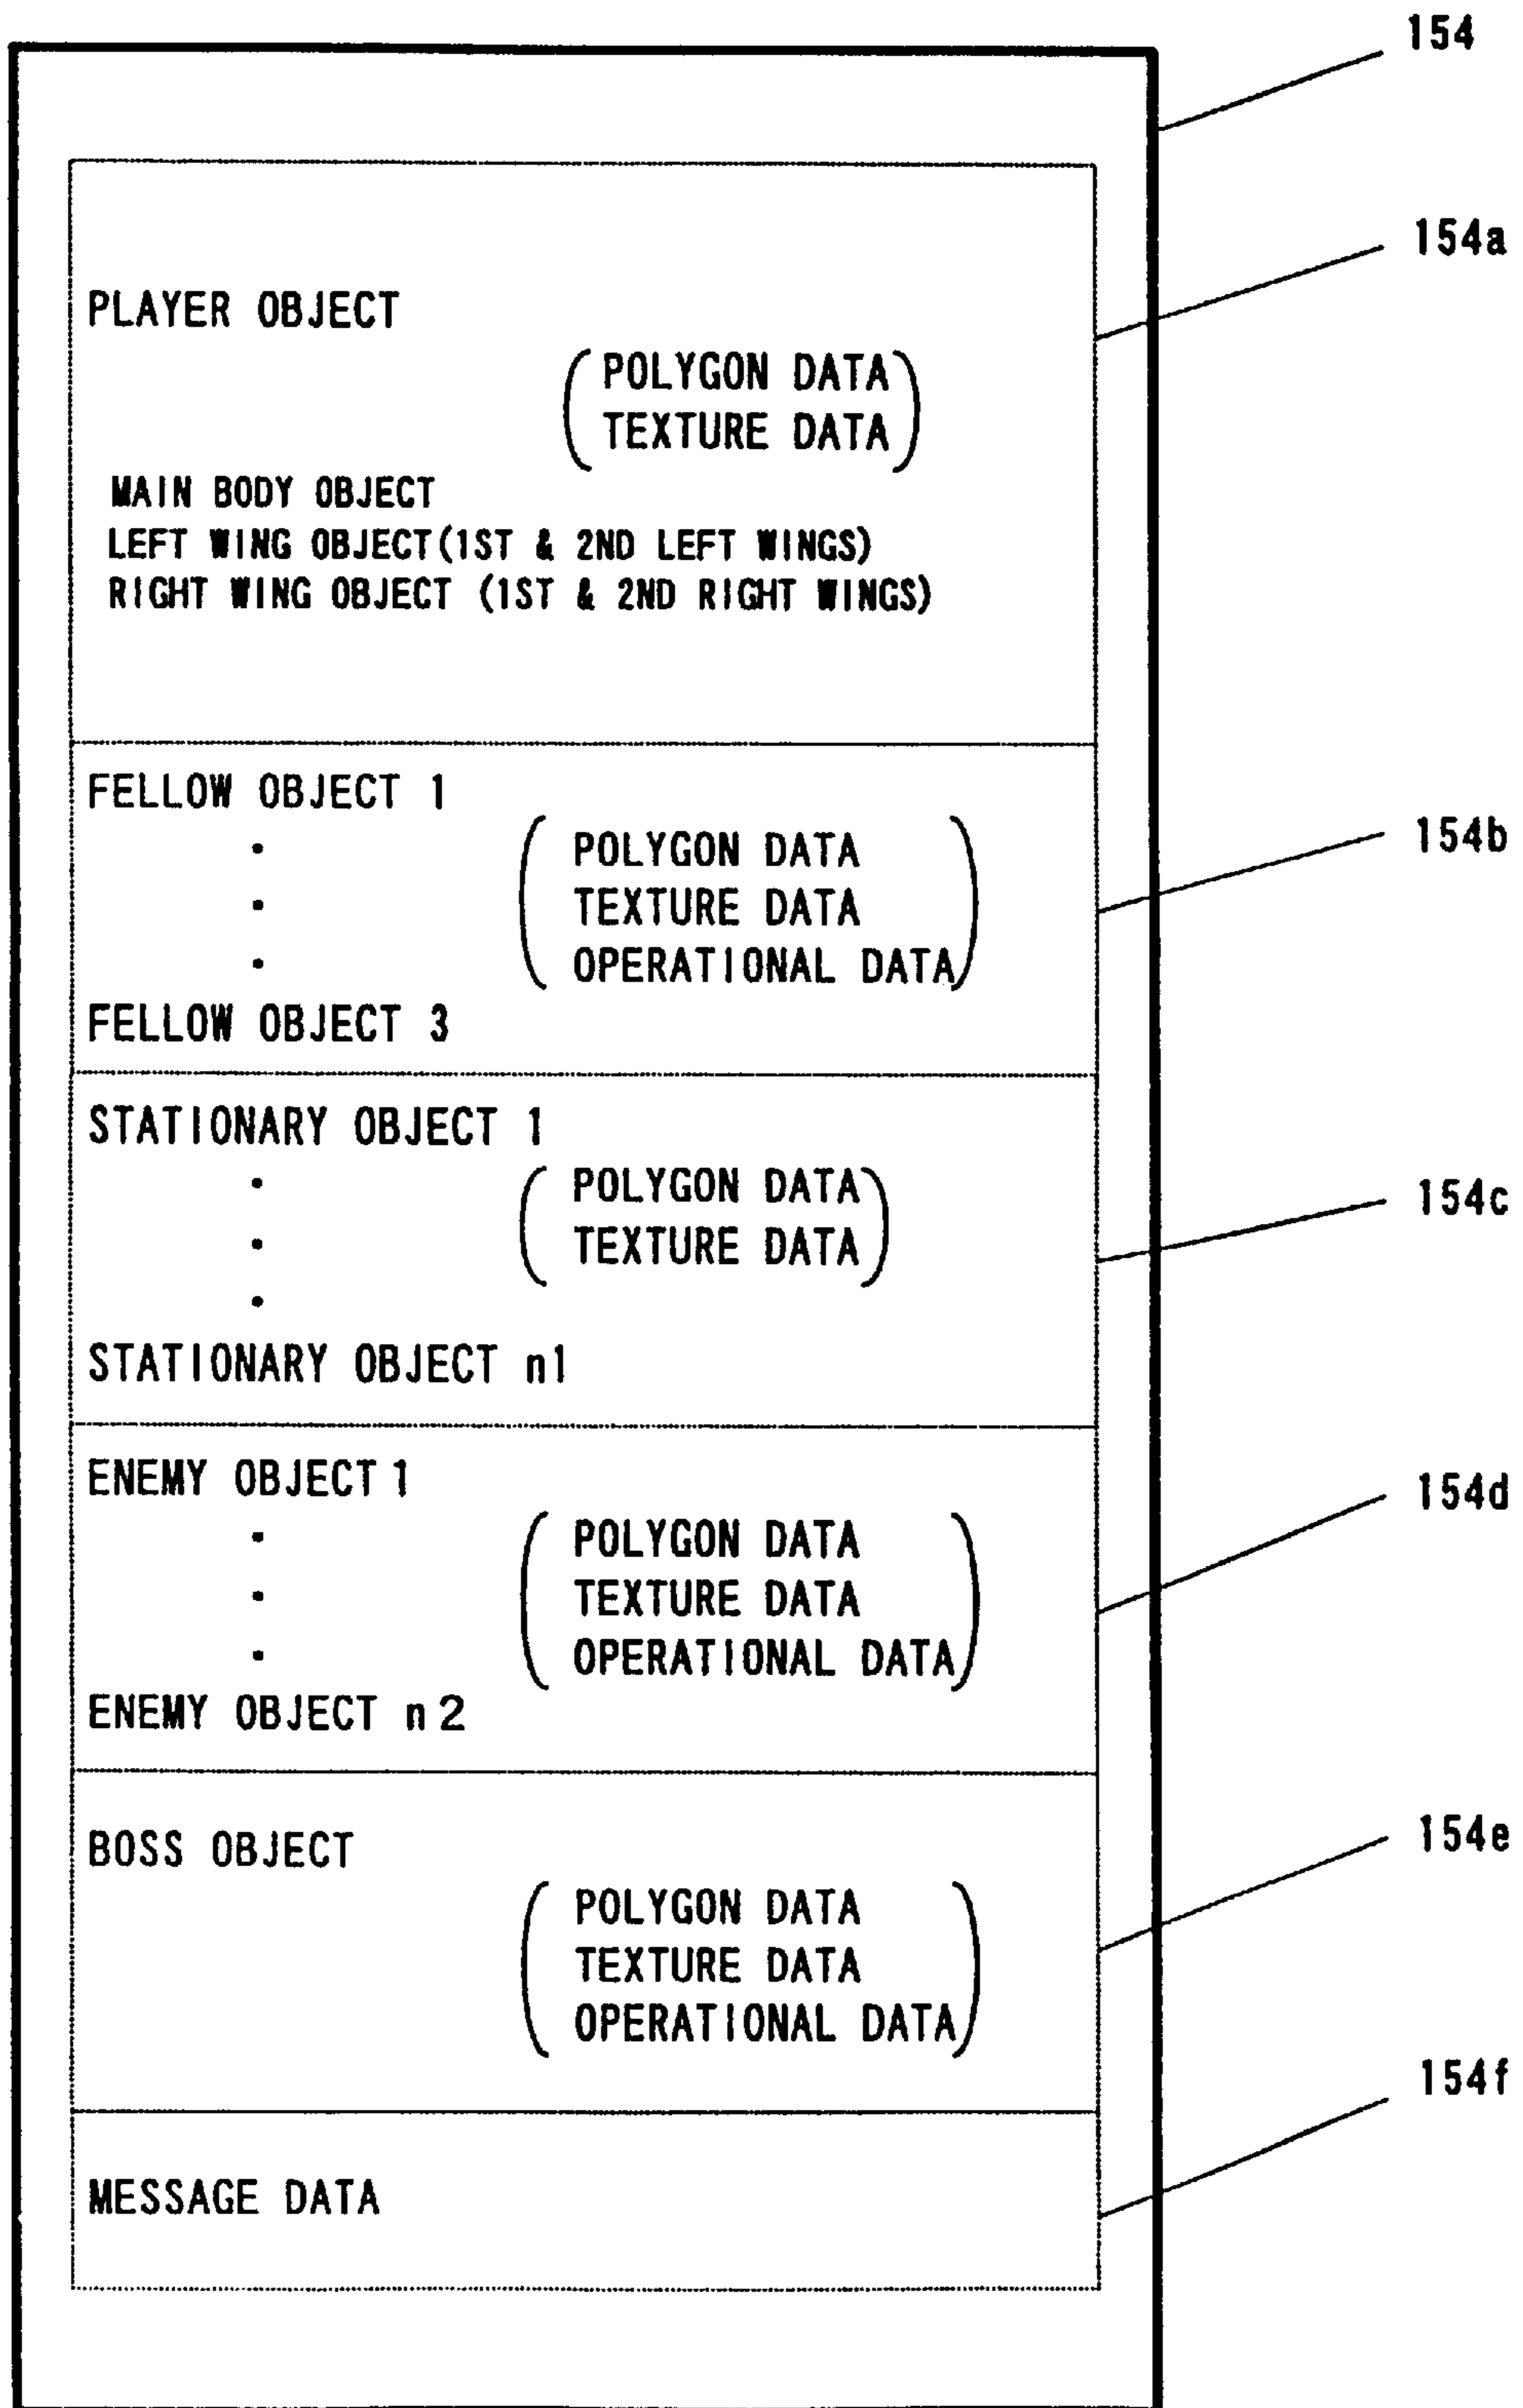 154
154a
PLAYER OBJECT
POLYGON DATA
TEXTURE DATA
MAIN BODY OBJECT
LEFT WING OBJECT(1ST & 2ND LEFT WINGS)
RIGHT WING OBJECT (1ST & 2ND RIGHT WINGS)
FELLOW OBJECT 1
154b
POLYGON DATA
TEXTURE DATA
OPERATIONAL DATA
FELLOW OBJECT 3
STATIONARY OBJECT 1
154c
POLYGON DATA
TEXTURE DATA
STATIONARY OBJECT n1
ENEMY OBJECT 1
154d
POLYGON DATA
TEXTURE DATA
OPERATIONAL DATA
ENEMY OBJECT n2
BOSS OBJECT
154e
POLYGON DATA
TEXTURE DATA
OPERATIONAL DATA
154f
MESSAGE DATA